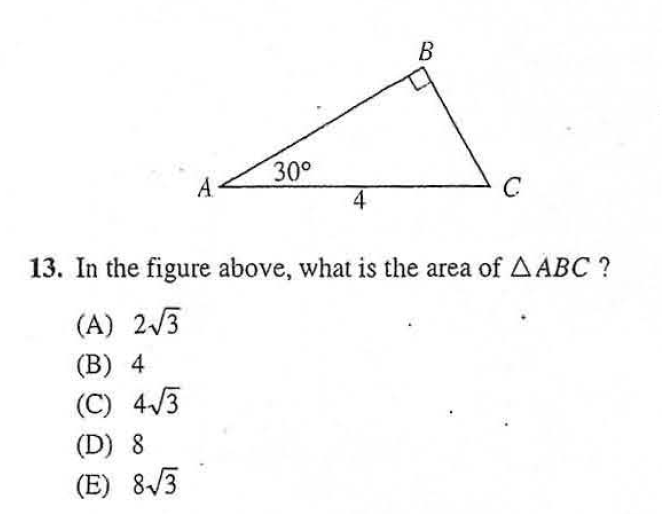 B
30°
A
C
4
13. In the figure above, what is the area of △ABC ?
(A) 2√3
(B) 4
(C) 4√3
(D) 8
(E) 8√3